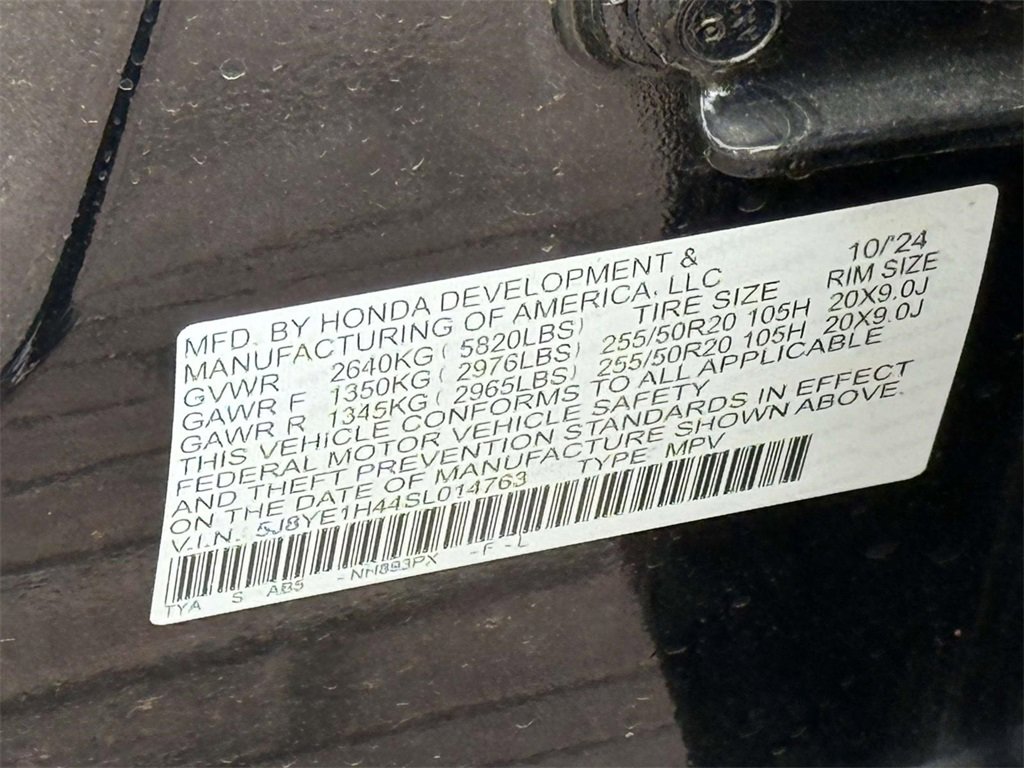 MFD. BY HONDA DEVELOPMENT & 10/'24
MANUFACTURING OF AMERICA, LLC
TIRE SIZE RIM SIZE
GVWR 2640KG ( 5820LBS)
GAWR F 1350KG ( 2976LBS) 255/50R20 105H 20X9.0J
GAWR R 1345KG ( 2965LBS) 255/50R20 105H 20X9.0J
THIS VEHICLE CONFORMS TO ALL APPLICABLE
FEDERAL MOTOR VEHICLE SAFETY
AND THEFT PREVENTION STANDARDS IN EFFECT
ON THE DATE OF MANUFACTURE SHOWN ABOVE.
V.I.N.: 5J8YE1H44SL014763 TYPE: MPV
TYA S AB5 -NH893PX -F -L